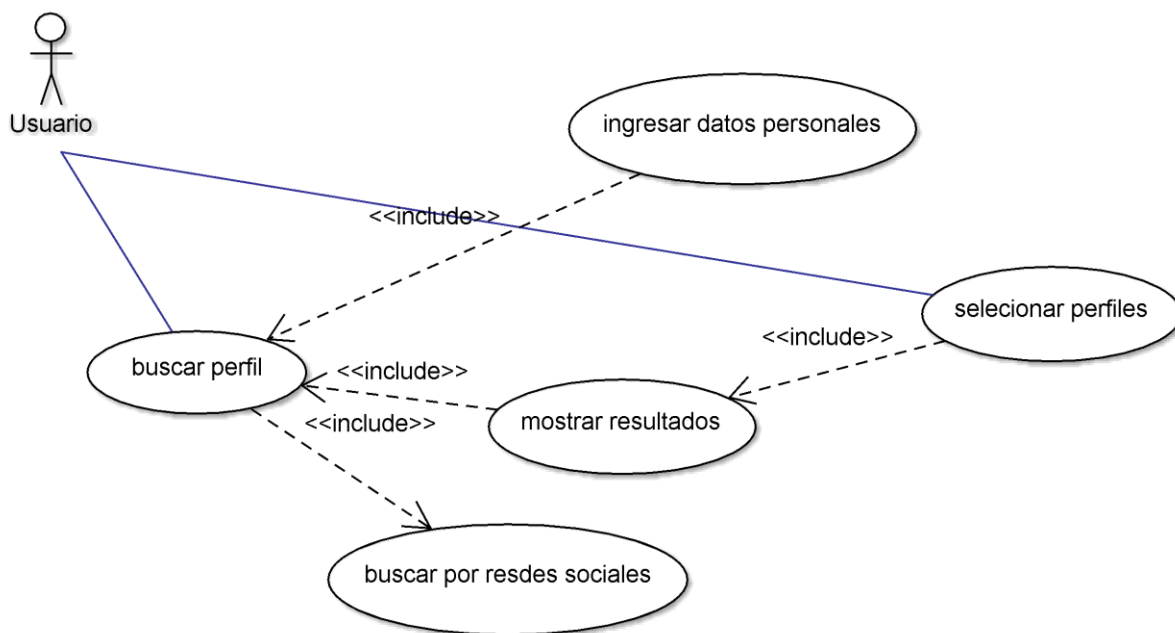 Usuario
ingresar datos personales
<<include>>
selecionar perfiles
<<include>>
buscar perfil
<<include>>
mostrar resultados
<<include>>
buscar por resdes sociales